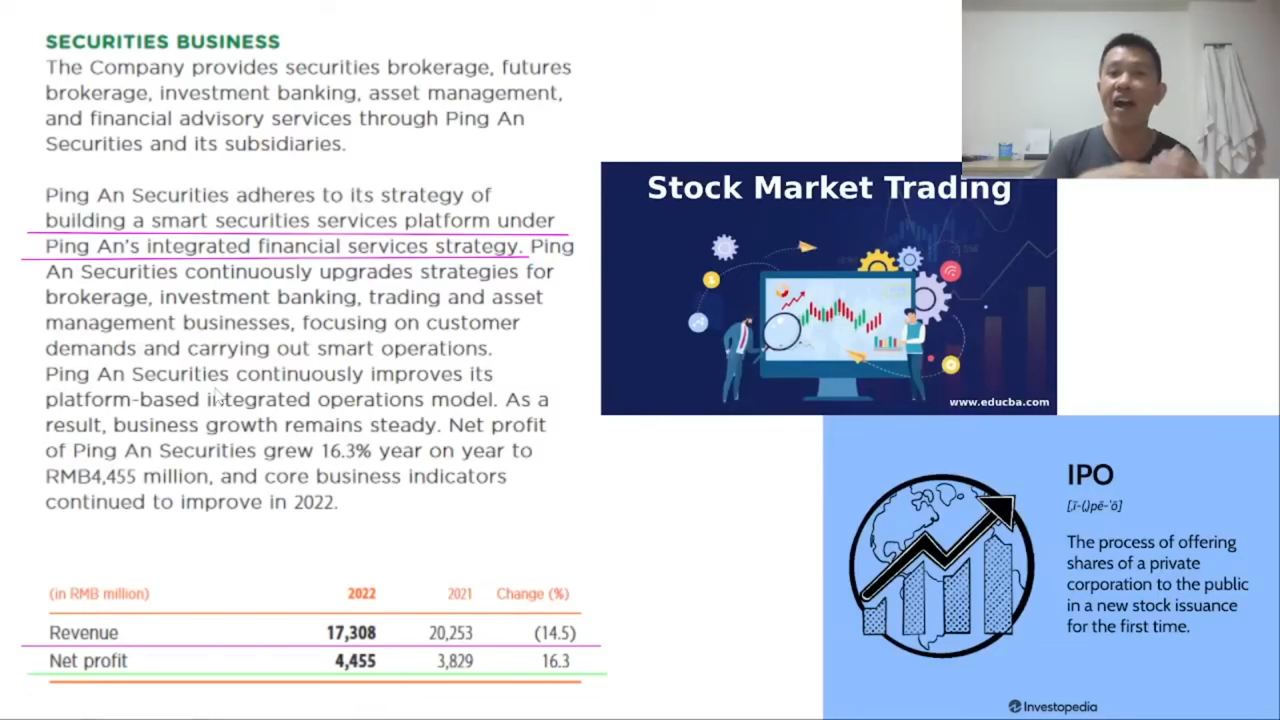 SECURITIES BUSINESS
The Company provides securities brokerage, futures
brokerage, investment banking, asset management,
and financial advisory services through Ping An
Securities and its subsidiaries.
Ping An Securities adheres to its strategy of
building a smart securities services platform under
Ping An's integrated financial services strategy. Ping
An Securities continuously upgrades strategies for
brokerage, investment banking, trading and asset
management businesses, focusing on customer
demands and carrying out smart operations.
Ping An Securities continuously improves its
platform-based integrated operations model. As a
result, business growth remains steady. Net profit
of Ping An Securities grew 16.3% year on year to
RMB4,455 million, and core business indicators
continued to improve in 2022.
(in RMB million) 2022 2021 Change (%)
Revenue 17,308 20,253 (14.5)
Net profit 4,455 3,829 16.3
Stock Market Trading
www.educba.com
IPO
[ī-(,)pē-'ō]
The process of offering
shares of a private
corporation to the public
in a new stock issuance
for the first time.
Investopedia